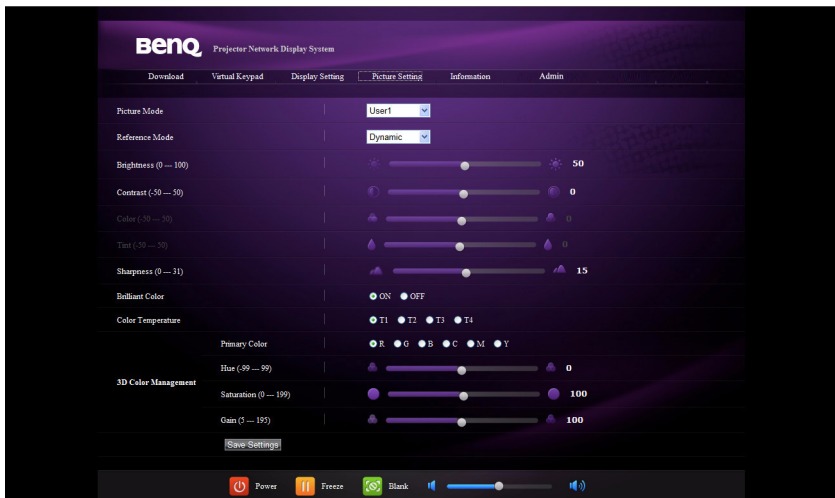 BenQ Projector Network Display System
Download Virtual Keypad Display Setting Picture Setting Information Admin
Picture Mode User1
Reference Mode Dynamic
Brightness (0 --- 100) 50
Contrast (-50 --- 50) 0
Color (-50 --- 50) 0
Tint (-50 --- 50) 0
Sharpness (0 --- 31) 15
Brilliant Color ON OFF
Color Temperature T1 T2 T3 T4
Primary Color R G B C M Y
Hue (-99 --- 99) 0
3D Color Management
Saturation (0 --- 199) 100
Gain (5 --- 195) 100
Save Settings
Power Freeze Blank